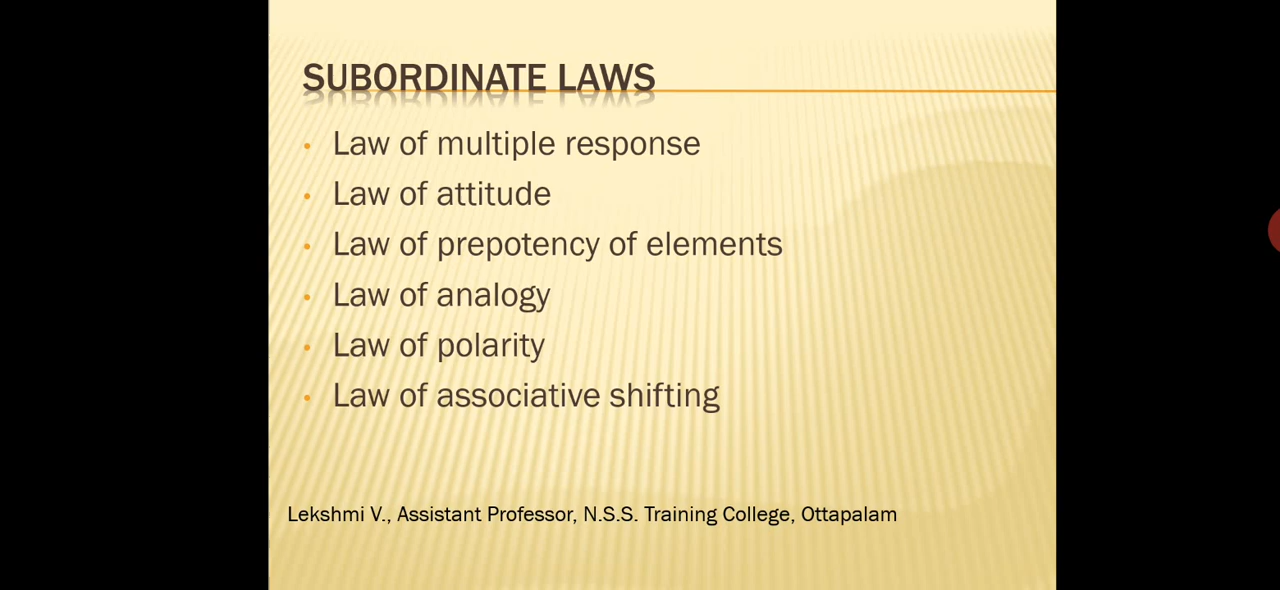 SUBORDINATE LAWS
• Law of multiple response
• Law of attitude
• Law of prepotency of elements
• Law of analogy
• Law of polarity
• Law of associative shifting
Lekshmi V., Assistant Professor, N.S.S. Training College, Ottapalam